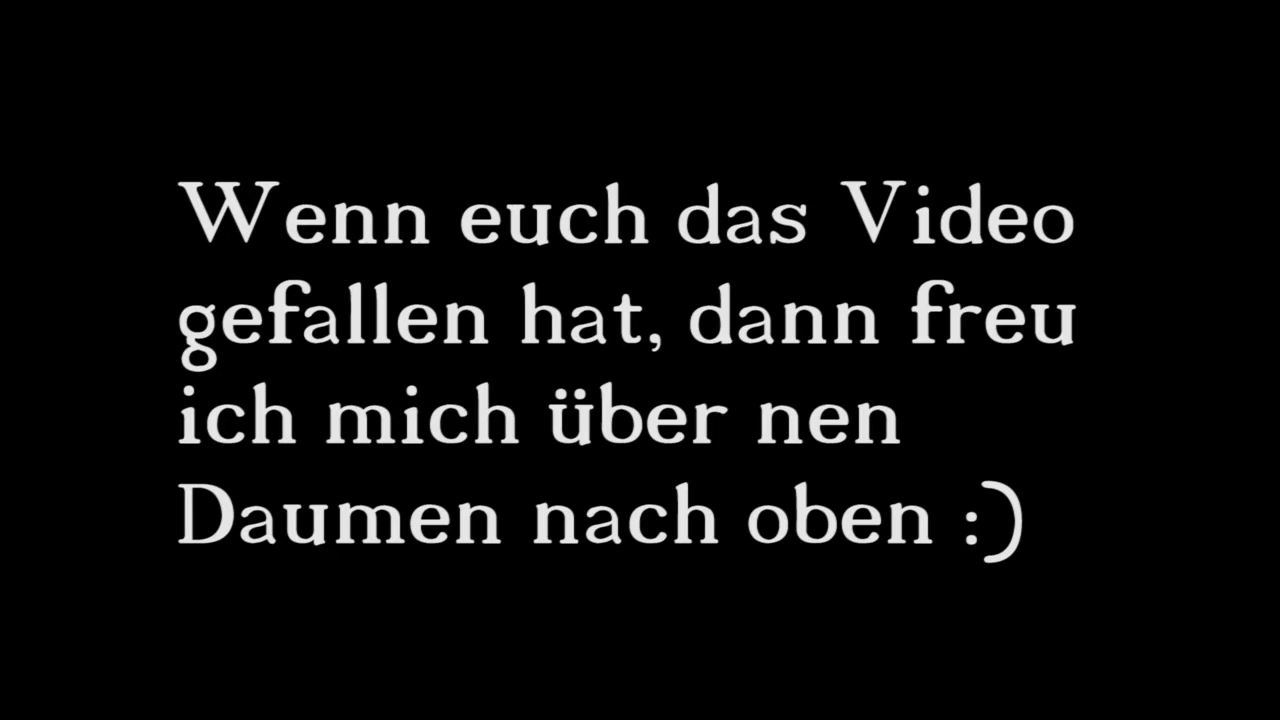 Wenn euch das Video
gefallen hat, dann freu
ich mich über nen
Daumen nach oben :)